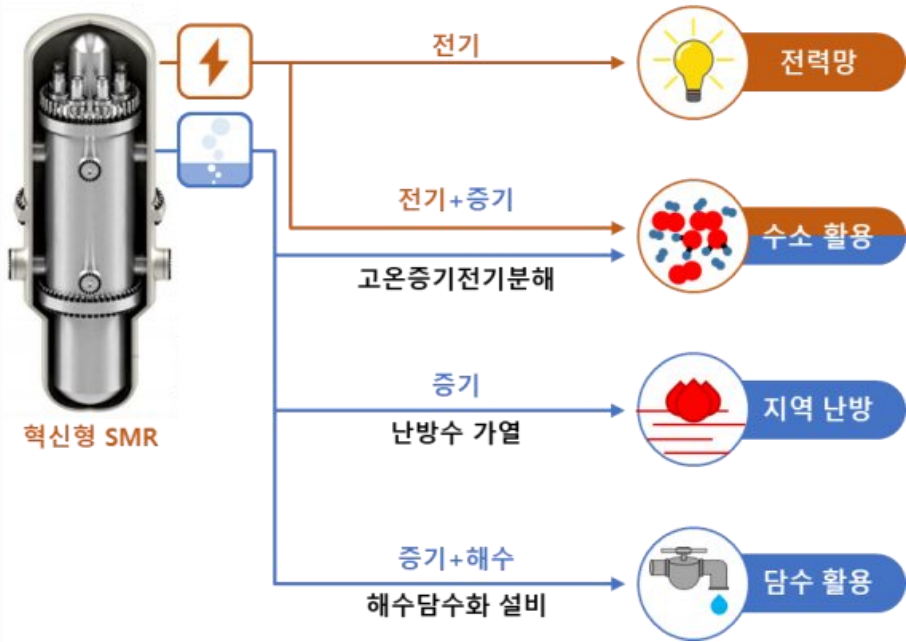 전기
전력망
전기+증기
수소 활용
고온증기전기분해
증기
지역 난방
난방수 가열
혁신형 SMR
증기+해수
담수 활용
해수담수화 설비